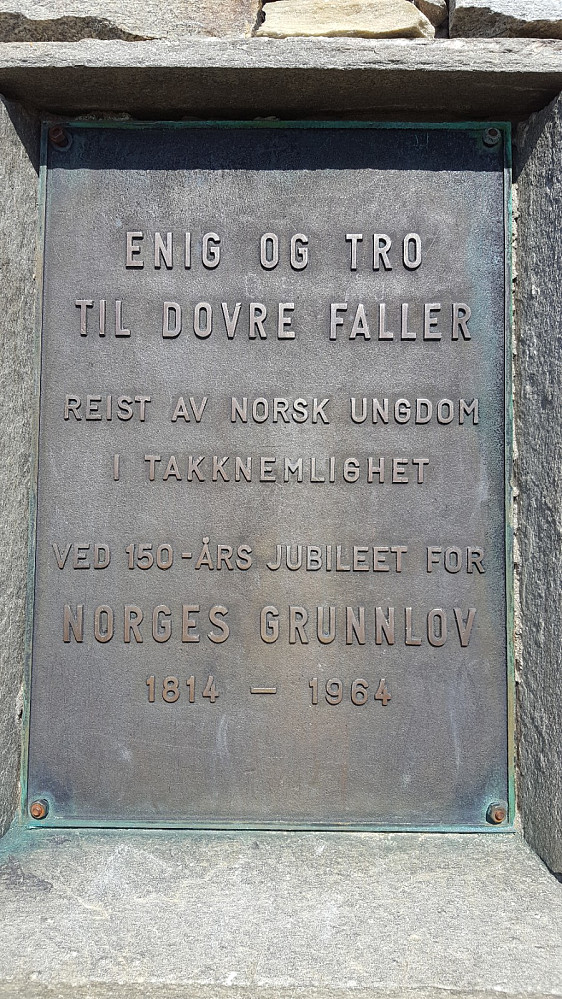 ENIG OG TRO
TIL DOVRE FALLER
REIST AV NORSK UNGDOM
I TAKKNEMLIGHET
VED 150-ÅRS JUBILEET FOR
NORGES GRUNNLOV
1814 — 1964